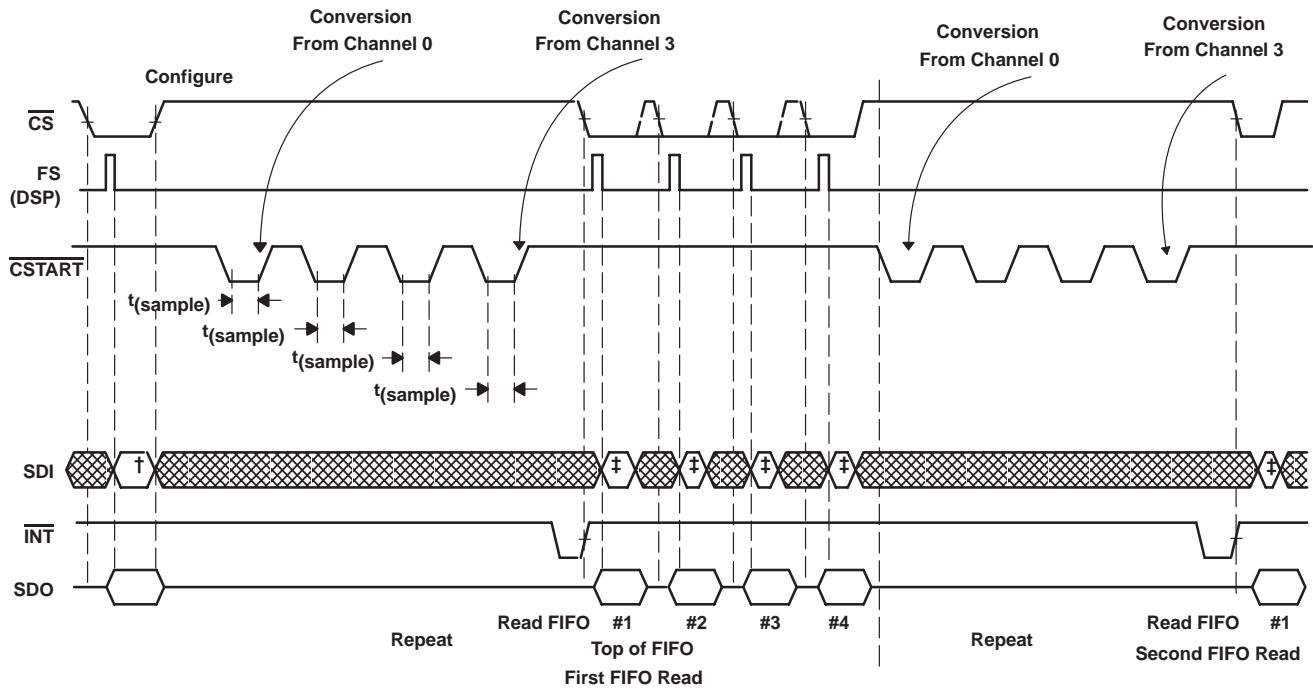 Conversion
From Channel 0
Conversion
From Channel 3
Conversion
From Channel 0
Conversion
From Channel 3
Configure
CS
FS
(DSP)
CSTART
t(sample)
t(sample)
t(sample)
t(sample)
SDI
†
‡
‡
‡
‡
‡
INT
SDO
Repeat
Read FIFO
#1
#2
#3
#4
Top of FIFO
First FIFO Read
Repeat
Read FIFO
#1
Second FIFO Read